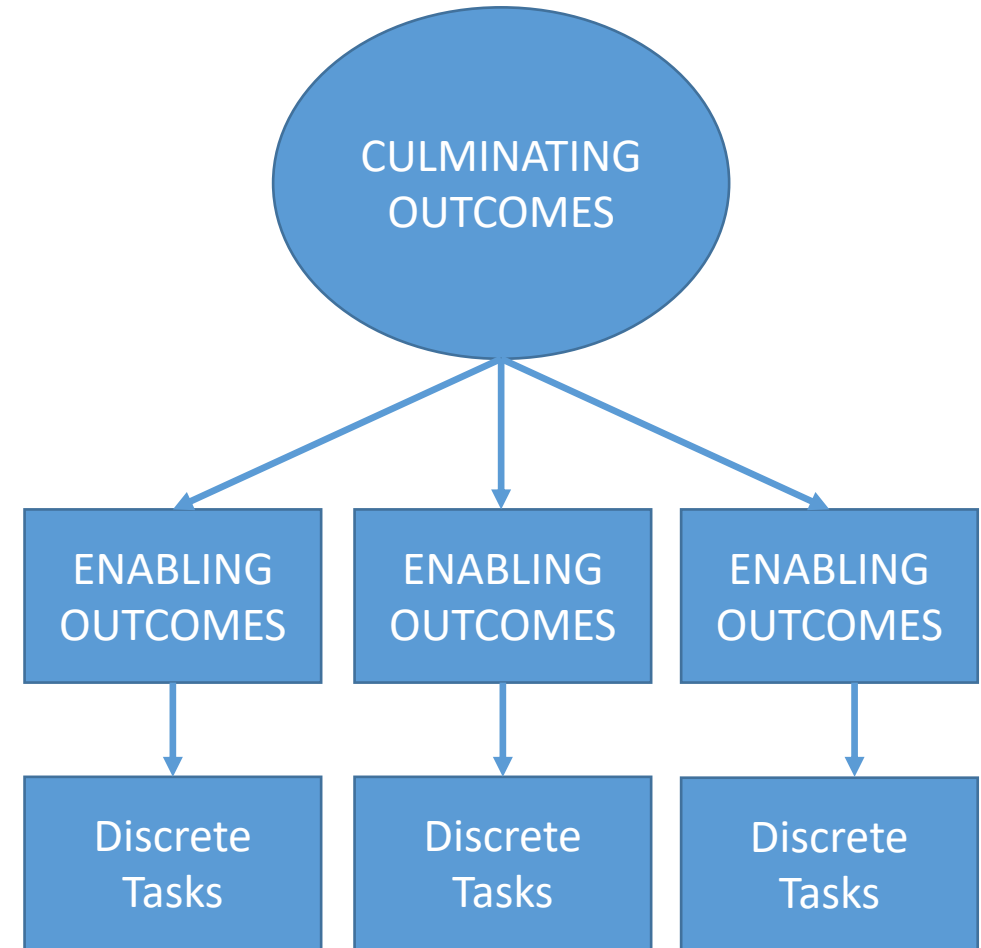 CULMINATING
OUTCOMES
ENABLING
OUTCOMES
ENABLING
OUTCOMES
ENABLING
OUTCOMES
Discrete
Tasks
Discrete
Tasks
Discrete
Tasks